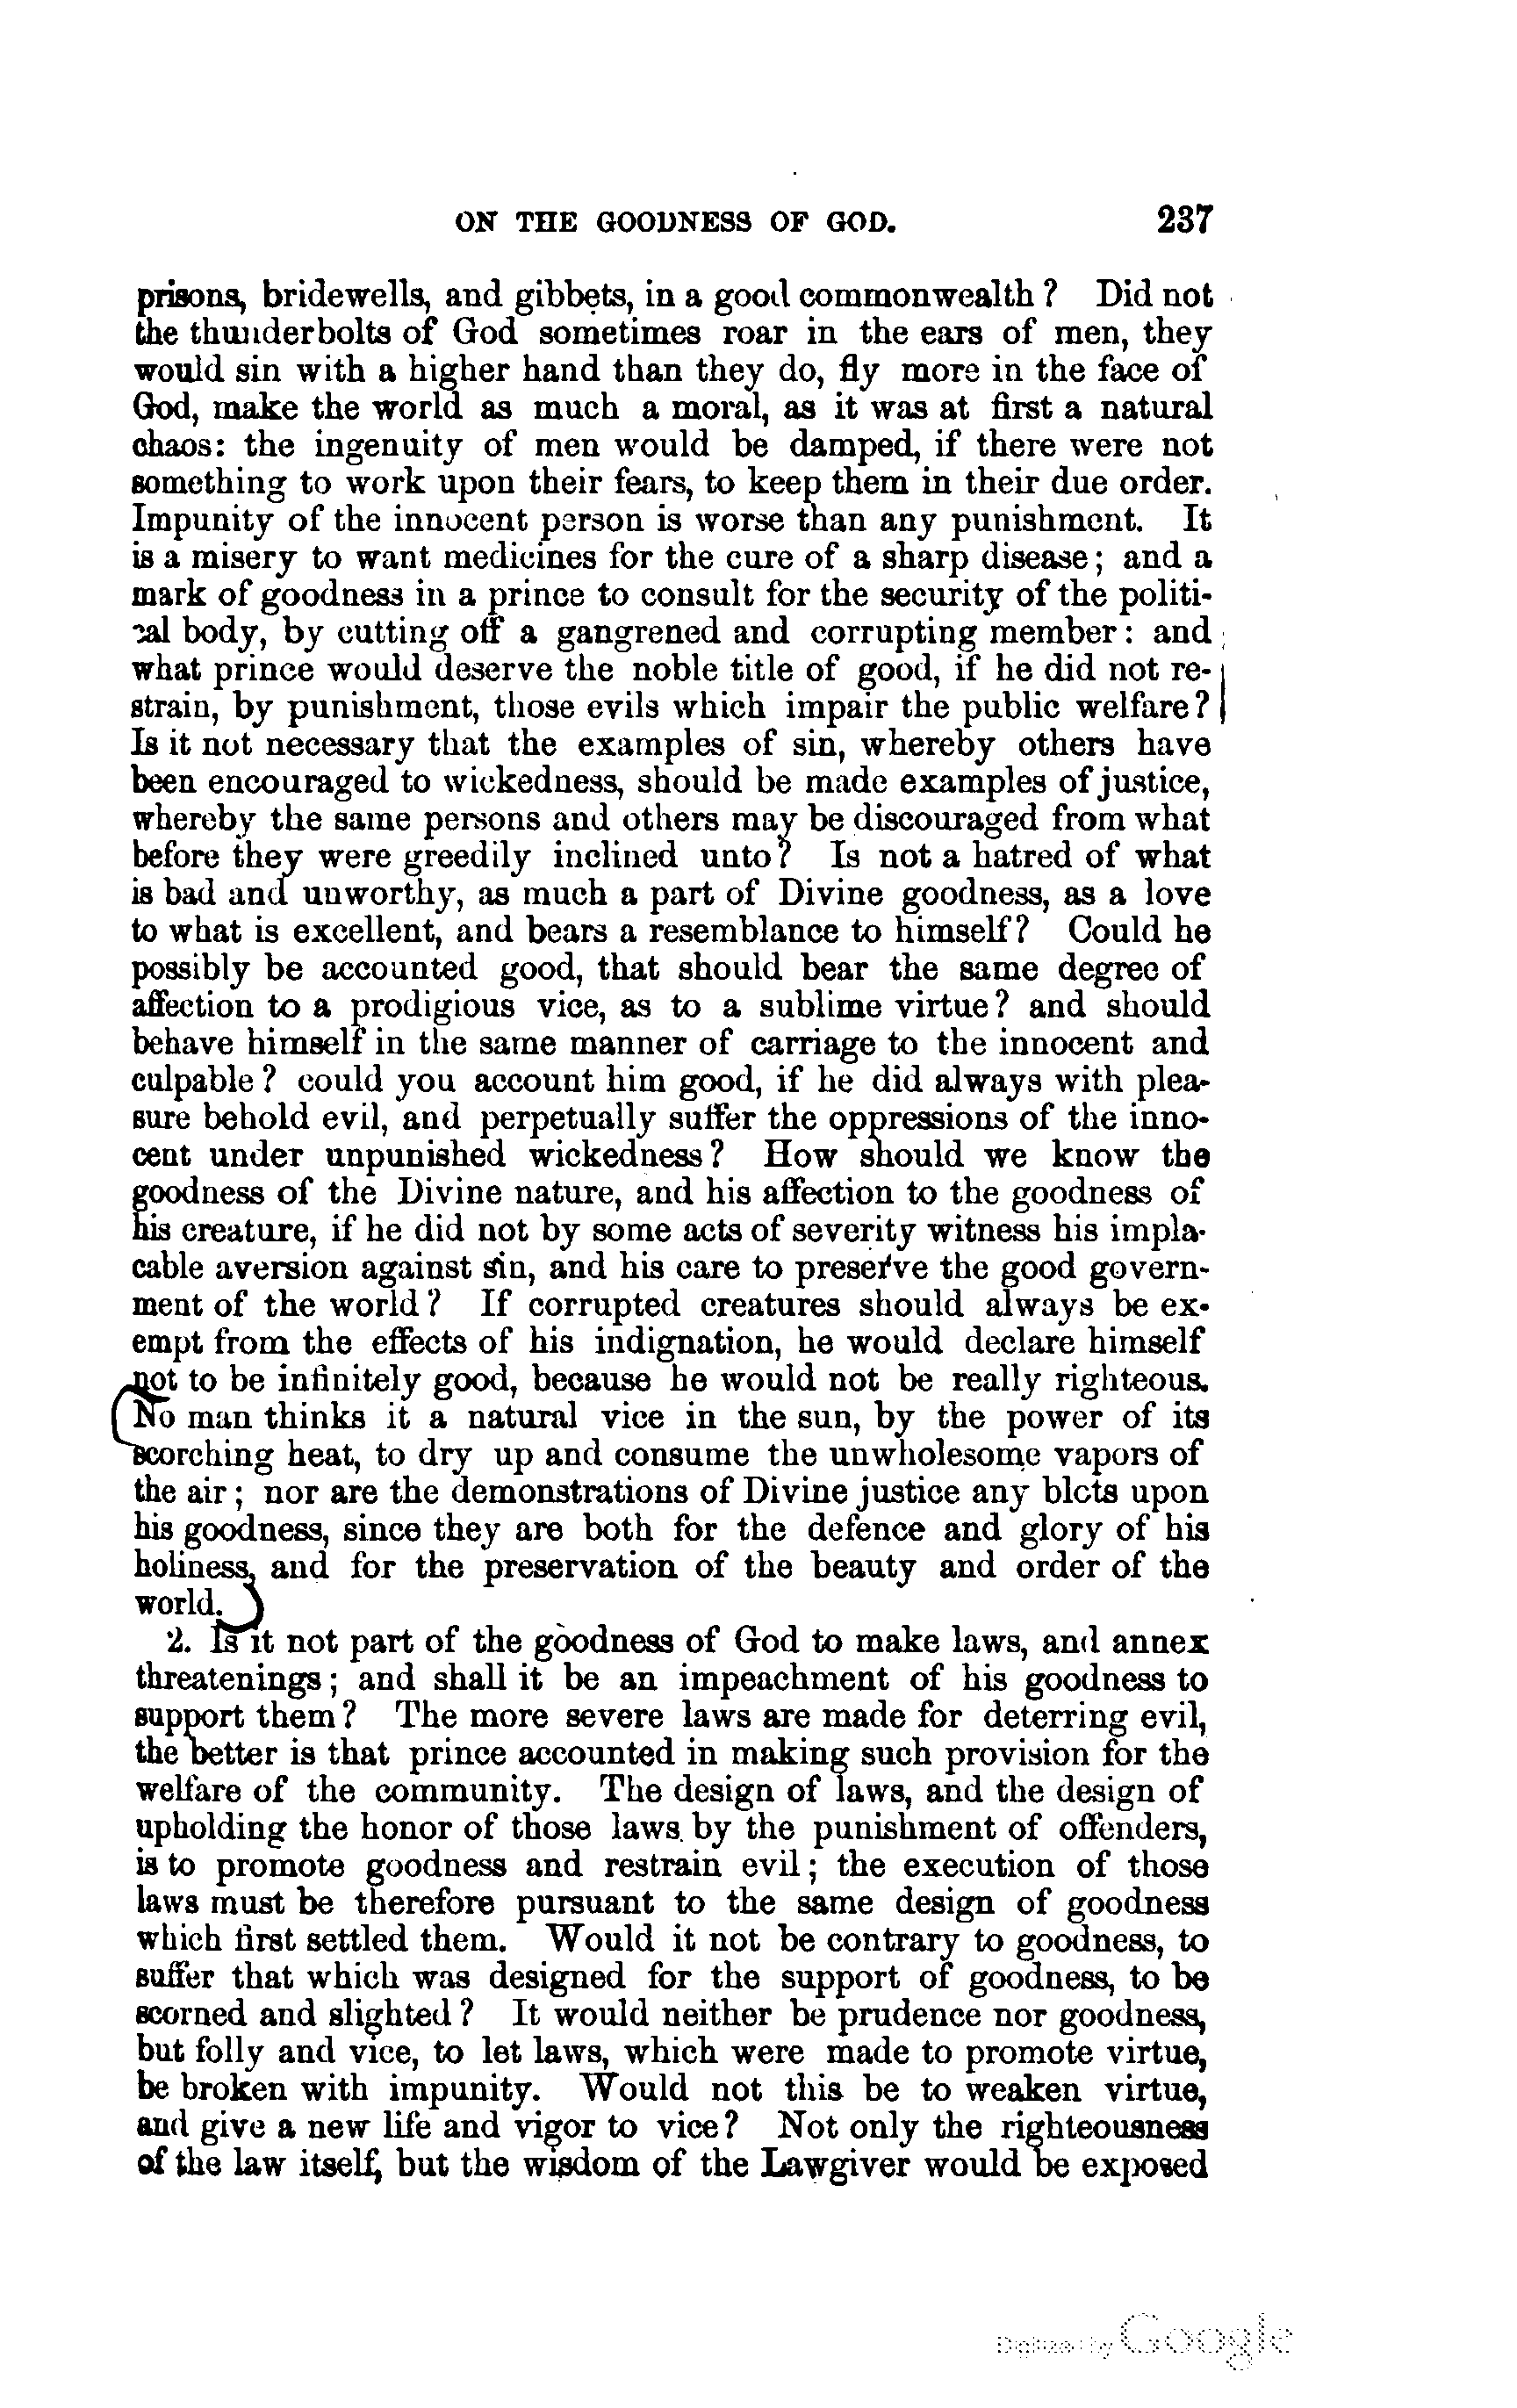 ON THE GOODNESS OF GOD. 237
prisons, bridewells, and gibbets, in a good commonwealth? Did not
the thunderbolts of God sometimes roar in the ears of men, they
would sin with a higher hand than they do, fly more in the face of
God, make the world as much a moral, as it was at first a natural
chaos: the ingenuity of men would be damped, if there were not
something to work upon their fears, to keep them in their due order.
Impunity of the innocent person is worse than any punishment. It
is a misery to want medicines for the cure of a sharp disease; and a
mark of goodness in a prince to consult for the security of the politi-
cal body, by cutting off a gangrened and corrupting member: and
what prince would deserve the noble title of good, if he did not re-
strain, by punishment, those evils which impair the public welfare?
Is it not necessary that the examples of sin, whereby others have
been encouraged to wickedness, should be made examples of justice,
whereby the same persons and others may be discouraged from what
before they were greedily inclined unto? Is not a hatred of what
is bad and unworthy, as much a part of Divine goodness, as a love
to what is excellent, and bears a resemblance to himself? Could he
possibly be accounted good, that should bear the same degree of
affection to a prodigious vice, as to a sublime virtue? and should
behave himself in the same manner of carriage to the innocent and
culpable? could you account him good, if he did always with plea-
sure behold evil, and perpetually suffer the oppressions of the inno-
cent under unpunished wickedness? How should we know the
goodness of the Divine nature, and his affection to the goodness of
his creature, if he did not by some acts of severity witness his impla-
cable aversion against sin, and his care to preserve the good govern-
ment of the world? If corrupted creatures should always be ex-
empt from the effects of his indignation, he would declare himself
not to be infinitely good, because he would not be really righteous.
No man thinks it a natural vice in the sun, by the power of its
scorching heat, to dry up and consume the unwholesome vapors of
the air; nor are the demonstrations of Divine justice any blots upon
his goodness, since they are both for the defence and glory of his
holiness, and for the preservation of the beauty and order of the
world.
2. Is it not part of the goodness of God to make laws, and annex
threatenings; and shall it be an impeachment of his goodness to
support them? The more severe laws are made for deterring evil,
the better is that prince accounted in making such provision for the
welfare of the community. The design of laws, and the design of
upholding the honor of those laws by the punishment of offenders,
is to promote goodness and restrain evil; the execution of those
laws must be therefore pursuant to the same design of goodness
which first settled them. Would it not be contrary to goodness, to
suffer that which was designed for the support of goodness, to be
scorned and slighted? It would neither be prudence nor goodness,
but folly and vice, to let laws, which were made to promote virtue,
be broken with impunity. Would not this be to weaken virtue,
and give a new life and vigor to vice? Not only the righteousness
of the law itself, but the wisdom of the Lawgiver would be exposed
Digitized by Google